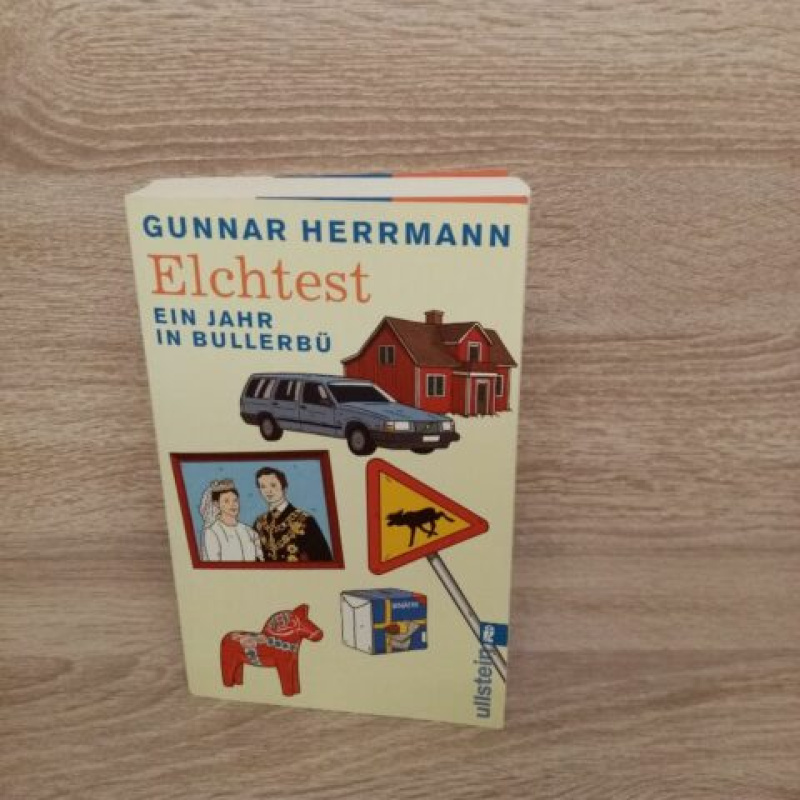 GUNNAR HERRMANN
Elchtest
EIN JAHR
IN BULLERBÜ
ullstein